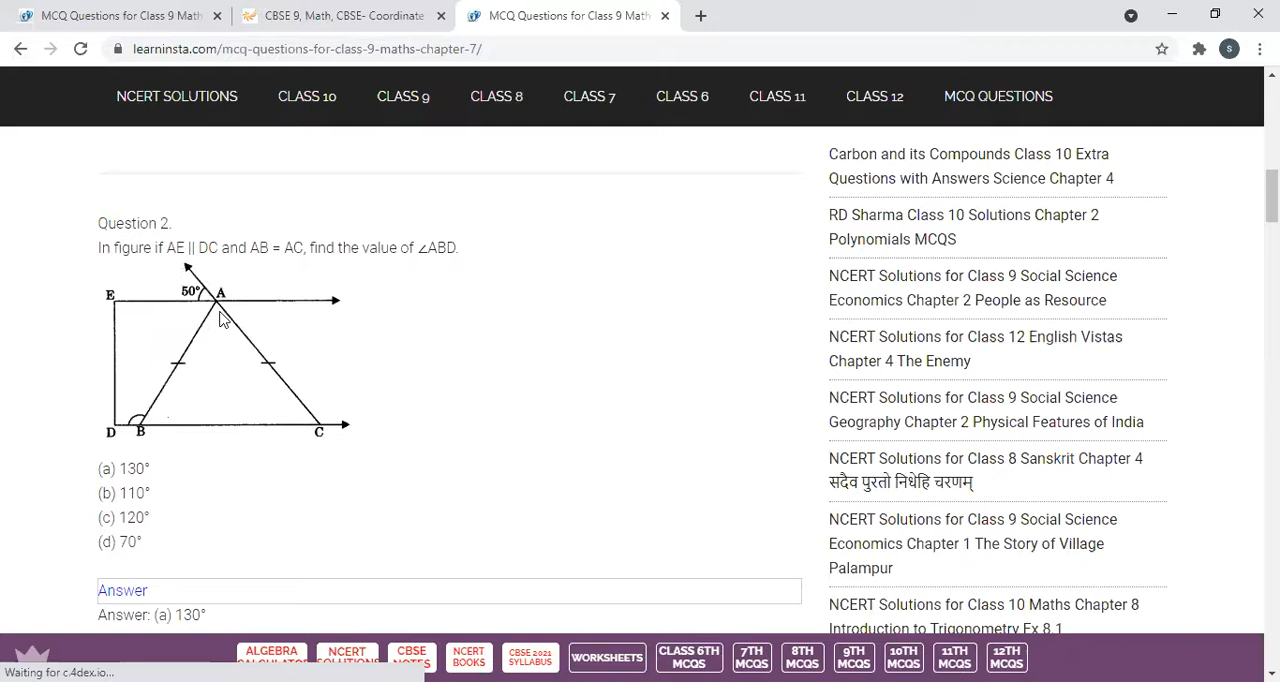 MCQ Questions for Class 9 Math
CBSE 9, Math, CBSE- Coordinate
MCQ Questions for Class 9 Math
learninsta.com/mcq-questions-for-class-9-maths-chapter-7/
S
NCERT SOLUTIONS
CLASS 10
CLASS 9
CLASS 8
CLASS 7
CLASS 6
CLASS 11
CLASS 12
MCQ QUESTIONS
Question 2.
In figure if AE || DC and AB = AC, find the value of ∠ABD.
E
50°
A
D
B
C
(a) 130°
(b) 110°
(c) 120°
(d) 70°
Answer
Answer: (a) 130°
Carbon and its Compounds Class 10 Extra
Questions with Answers Science Chapter 4
RD Sharma Class 10 Solutions Chapter 2
Polynomials MCQS
NCERT Solutions for Class 9 Social Science
Economics Chapter 2 People as Resource
NCERT Solutions for Class 12 English Vistas
Chapter 4 The Enemy
NCERT Solutions for Class 9 Social Science
Geography Chapter 2 Physical Features of India
NCERT Solutions for Class 8 Sanskrit Chapter 4
सदैव पुरतो निधेहि चरणम्
NCERT Solutions for Class 9 Social Science
Economics Chapter 1 The Story of Village
Palampur
NCERT Solutions for Class 10 Maths Chapter 8
Introduction to Trigonometry Ex 8.1
ALGEBRA
CALCULATOR
NCERT
SOLUTIONS
CBSE
NOTES
NCERT
BOOKS
CBSE 2021
SYLLABUS
WORKSHEETS
CLASS 6TH
MCQS
7TH
MCQS
8TH
MCQS
9TH
MCQS
10TH
MCQS
11TH
MCQS
12TH
MCQS
Waiting for c.4dex.io...